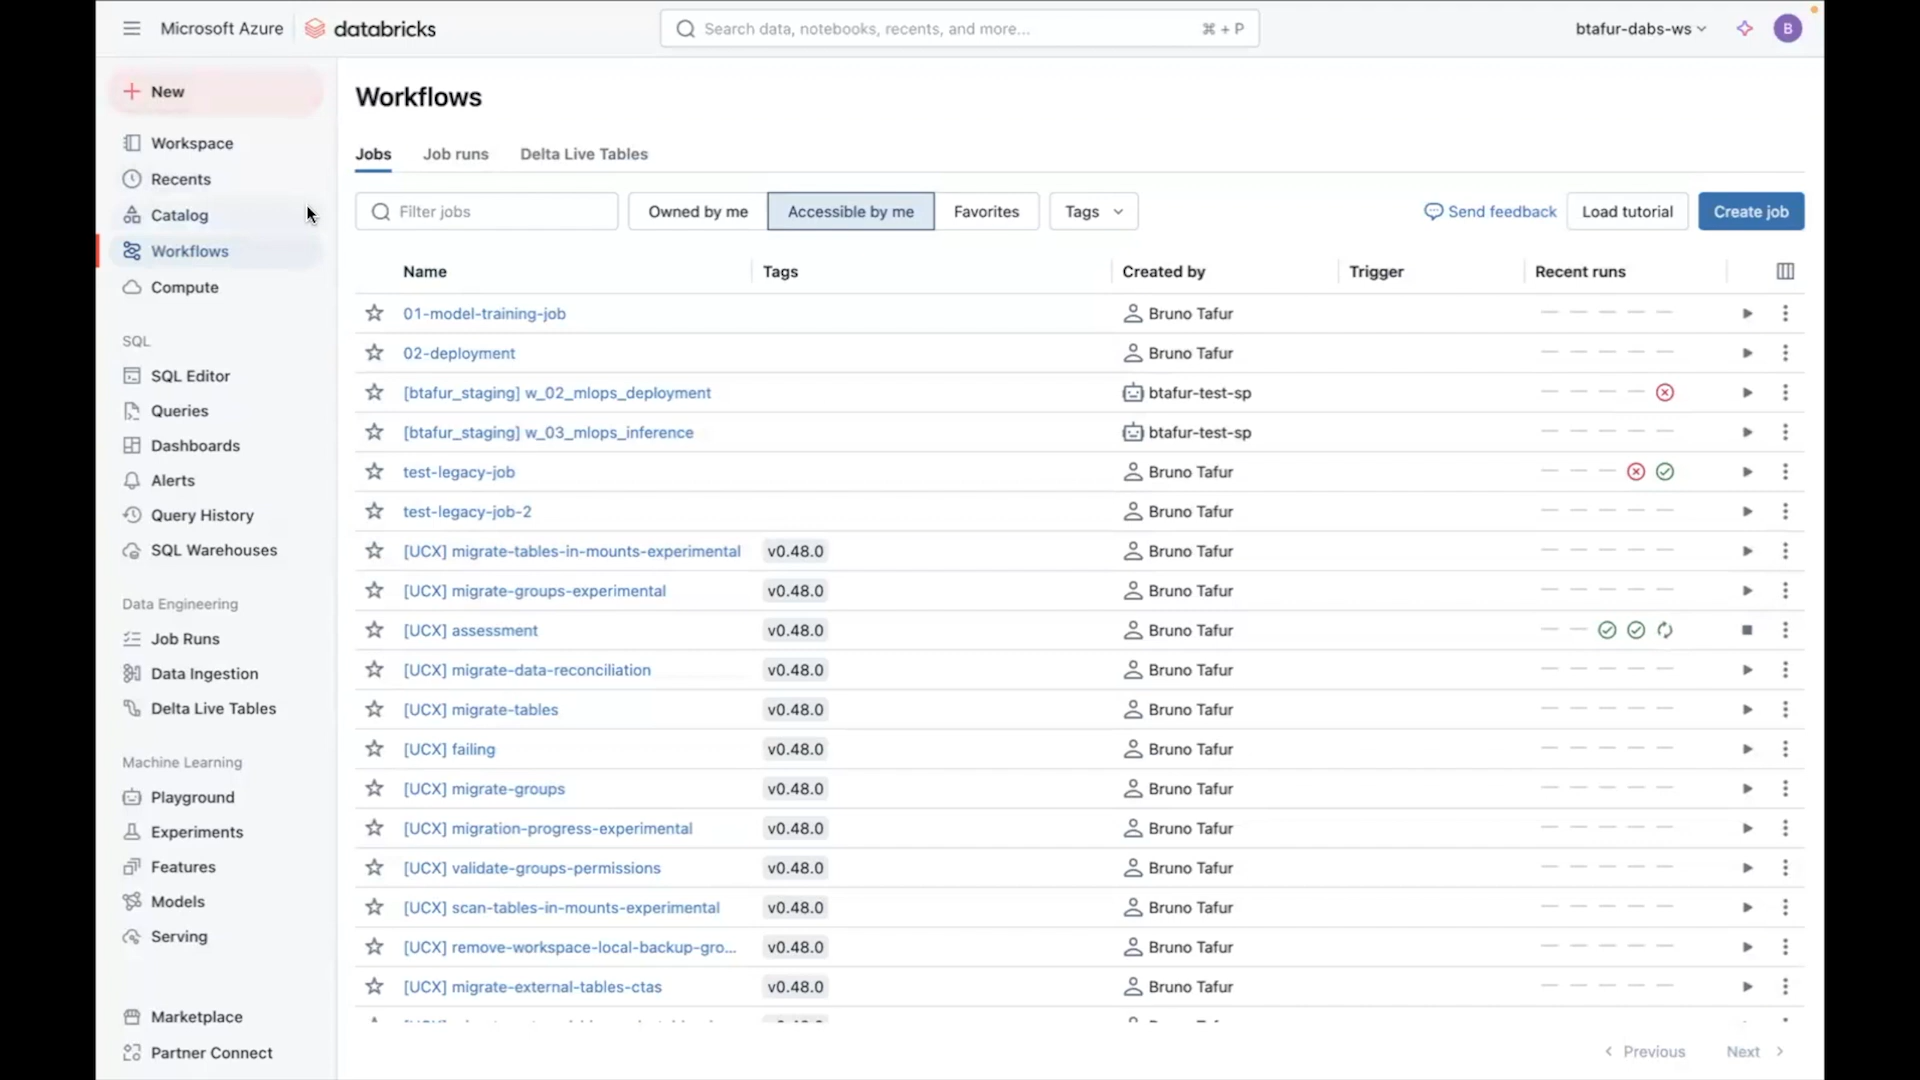 Microsoft Azure
databricks
Search data, notebooks, recents, and more...
⌘ + P
btafur-dabs-ws
B
New
Workspace
Recents
Catalog
Workflows
Compute
SQL
SQL Editor
Queries
Dashboards
Alerts
Query History
SQL Warehouses
Data Engineering
Job Runs
Data Ingestion
Delta Live Tables
Machine Learning
Playground
Experiments
Features
Models
Serving
Marketplace
Partner Connect
Workflows
Jobs Job runs Delta Live Tables
Filter jobs Owned by me Accessible by me Favorites Tags Send feedback Load tutorial Create job
Name Tags Created by Trigger Recent runs
01-model-training-job Bruno Tafur
02-deployment Bruno Tafur
[btafur_staging] w_02_mlops_deployment btafur-test-sp
[btafur_staging] w_03_mlops_inference btafur-test-sp
test-legacy-job Bruno Tafur
test-legacy-job-2 Bruno Tafur
[UCX] migrate-tables-in-mounts-experimental v0.48.0 Bruno Tafur
[UCX] migrate-groups-experimental v0.48.0 Bruno Tafur
[UCX] assessment v0.48.0 Bruno Tafur
[UCX] migrate-data-reconciliation v0.48.0 Bruno Tafur
[UCX] migrate-tables v0.48.0 Bruno Tafur
[UCX] failing v0.48.0 Bruno Tafur
[UCX] migrate-groups v0.48.0 Bruno Tafur
[UCX] migration-progress-experimental v0.48.0 Bruno Tafur
[UCX] validate-groups-permissions v0.48.0 Bruno Tafur
[UCX] scan-tables-in-mounts-experimental v0.48.0 Bruno Tafur
[UCX] remove-workspace-local-backup-gro... v0.48.0 Bruno Tafur
[UCX] migrate-external-tables-ctas v0.48.0 Bruno Tafur
Previous Next